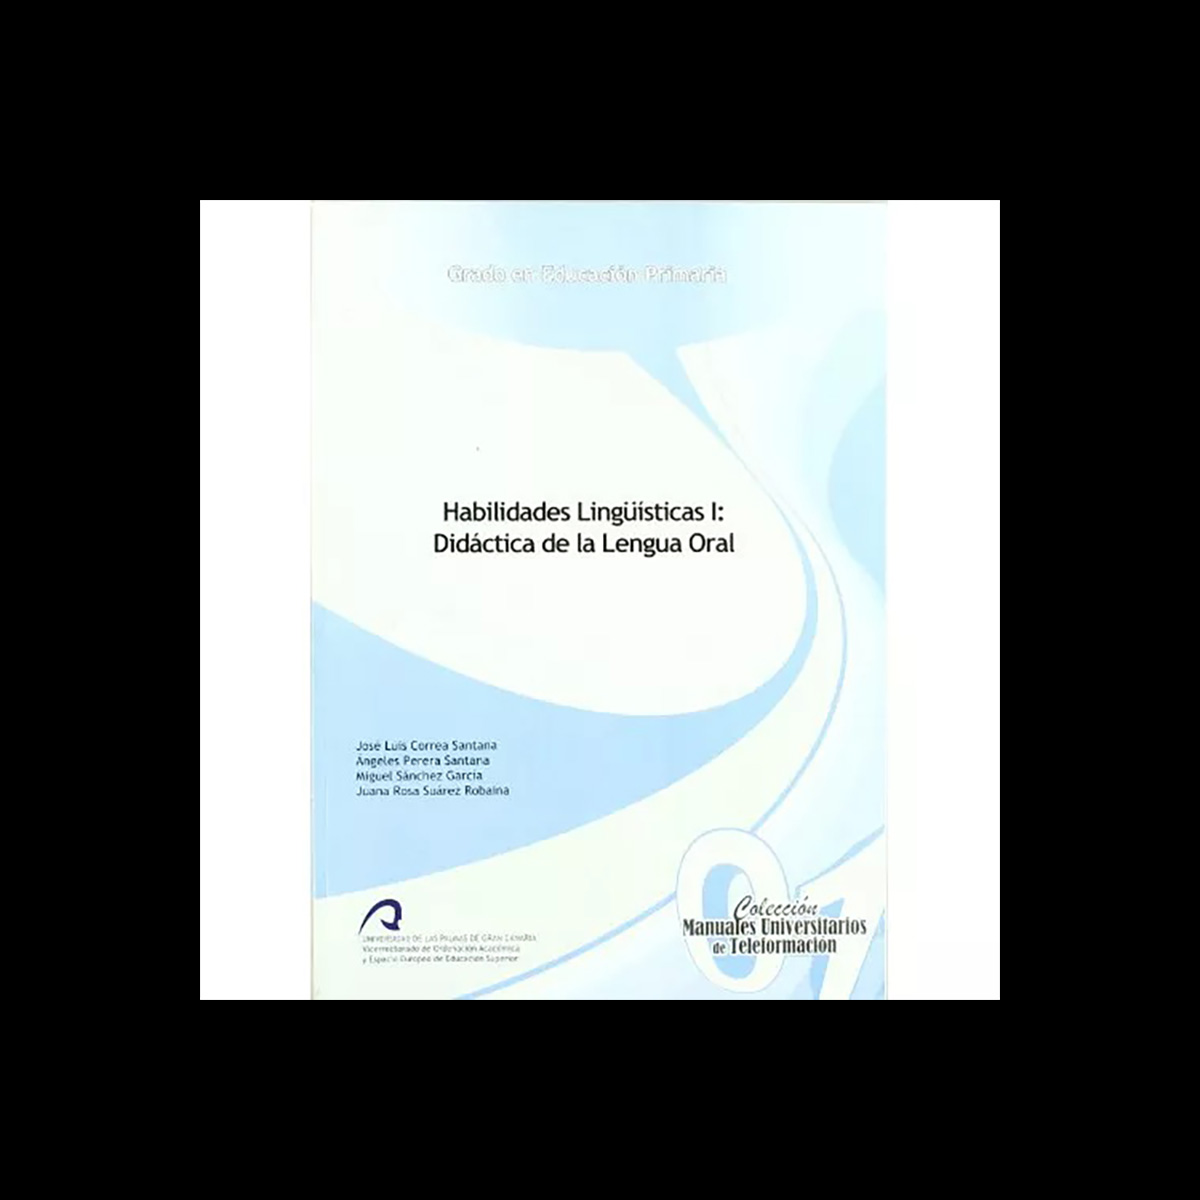 Grado en Educación Primaria
Habilidades Lingüísticas I:
Didáctica de la Lengua Oral
José Luis Correa Santana
Ángeles Perera Santana
Miguel Sánchez García
Juana Rosa Suárez Robaina
UNIVERSIDAD DE LAS PALMAS DE GRAN CANARIA
Vicerrectorado de Ordenación Académica
y Espacio Europeo de Educación Superior
01
Colección
Manuales Universitarios
de Teleformación